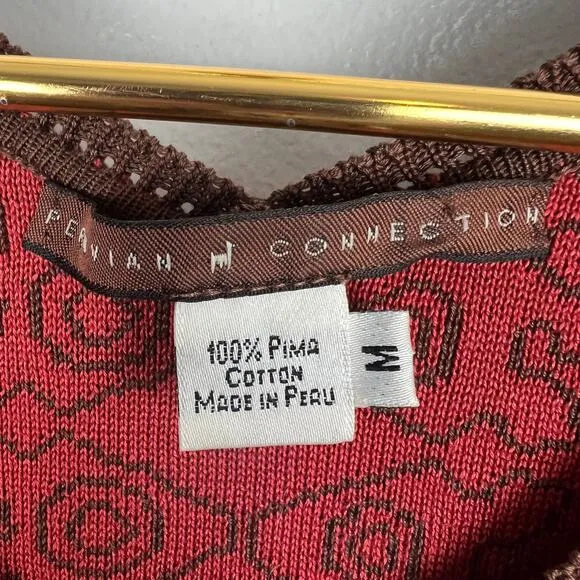 PERUVIAN CONNECTION
100% PIMA
COTTON
MADE IN PERU
M